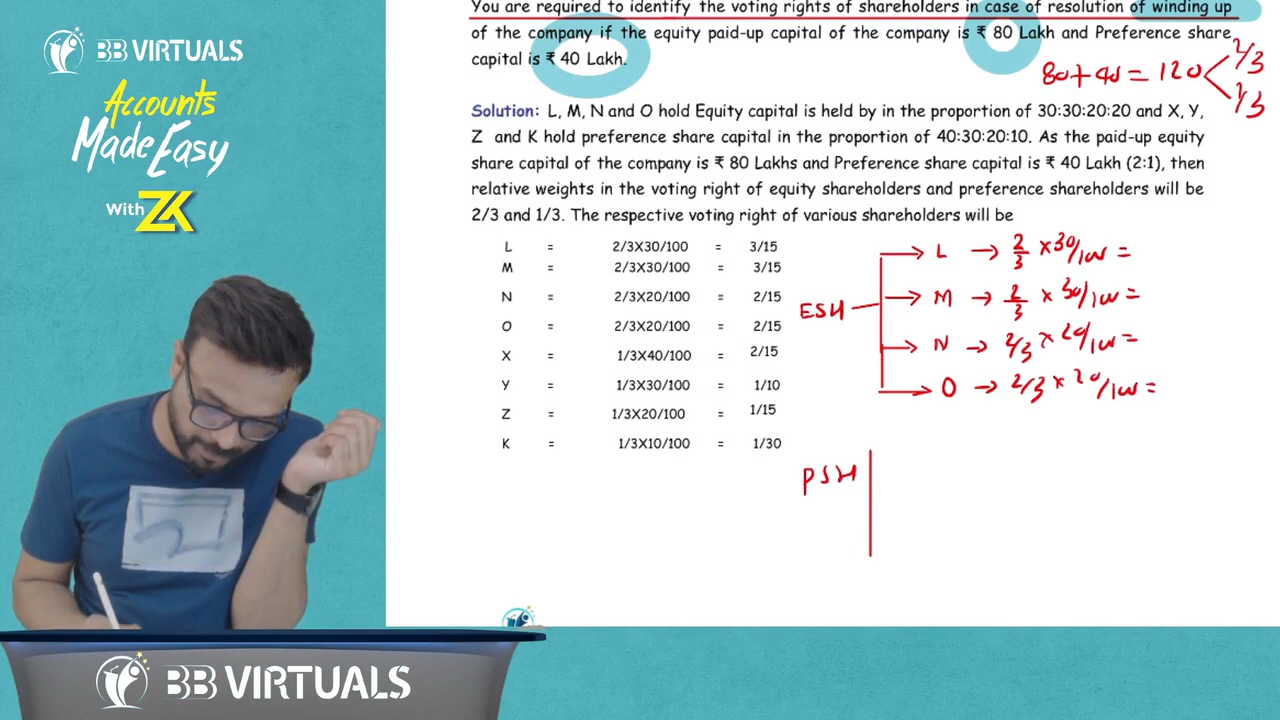 You are required to identify the voting rights of shareholders in case of resolution of winding up
of the company if the equity paid-up capital of the company is ₹ 80 Lakh and Preference share
capital is ₹ 40 Lakh.
80+40 = 120 2/3
1/3
BB VIRTUALS
Accounts
Made Easy
With ZK
Solution: L, M, N and O hold Equity capital is held by in the proportion of 30:30:20:20 and X, Y,
Z and K hold preference share capital in the proportion of 40:30:20:10. As the paid-up equity
share capital of the company is ₹ 80 Lakhs and Preference share capital is ₹ 40 Lakh (2:1), then
relative weights in the voting right of equity shareholders and preference shareholders will be
2/3 and 1/3. The respective voting right of various shareholders will be
L = 2/3X30/100 = 3/15
M = 2/3X30/100 = 3/15
N = 2/3X20/100 = 2/15
O = 2/3X20/100 = 2/15
X = 1/3X40/100 = 2/15
Y = 1/3X30/100 = 1/10
Z = 1/3X20/100 = 1/15
K = 1/3X10/100 = 1/30
ESH
L → 2/3 × 30/100 =
M → 2/3 × 30/100 =
N → 2/3 × 20/100 =
O → 2/3 × 20/100 =
PSH
BB VIRTUALS